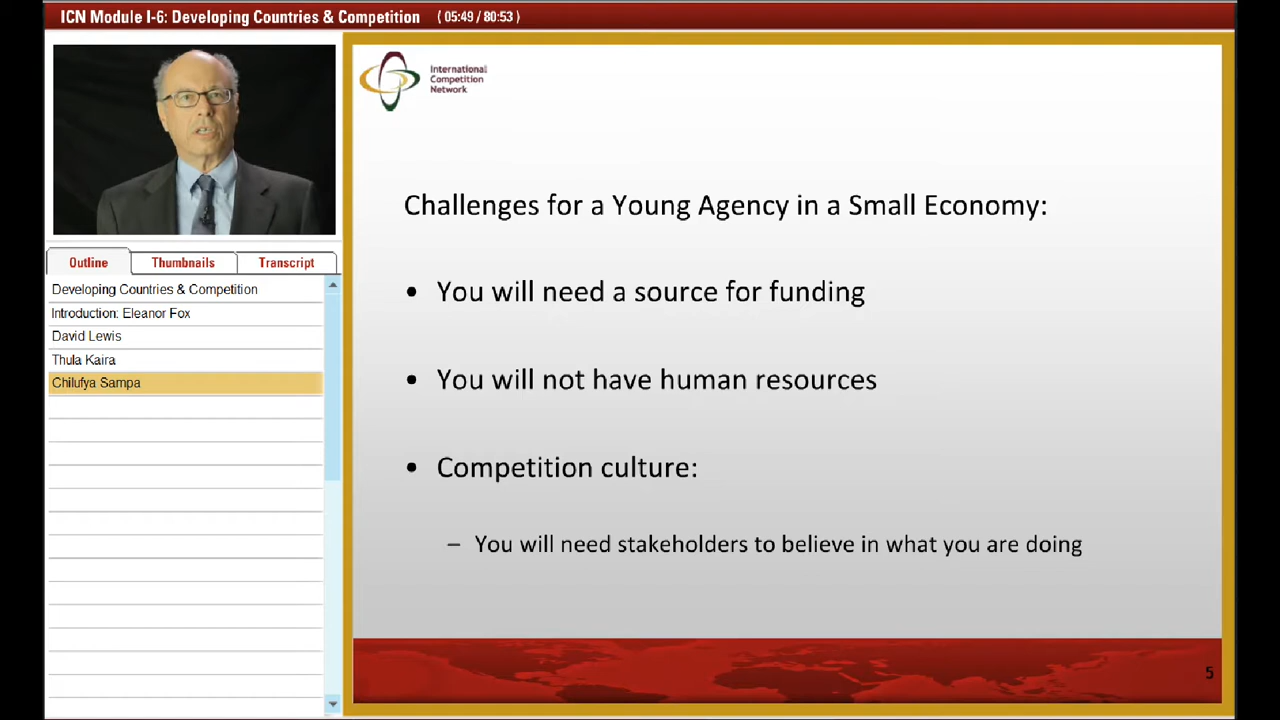 ICN Module I-6: Developing Countries & Competition ( 05:49 / 80:53 )
Outline
Thumbnails
Transcript
Developing Countries & Competition
Introduction: Eleanor Fox
David Lewis
Thula Kaira
Chilufya Sampa
International
Competition
Network
Challenges for a Young Agency in a Small Economy:
• You will need a source for funding
• You will not have human resources
• Competition culture:
– You will need stakeholders to believe in what you are doing
5